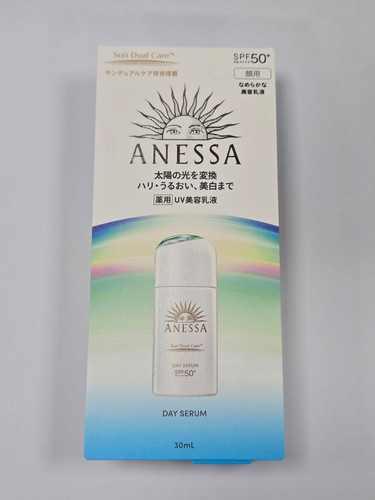 Sun Dual Care™
サンデュアルケア技術搭載
SPF50+
PA++++
顔用
なめらかな
美容乳液
ANESSA
太陽の光を変換
ハリ・うるおい、美白まで
薬用 UV美容乳液
ANESSA
Sun Dual Care™
DAY SERUM
SPF50+
DAY SERUM
30mL